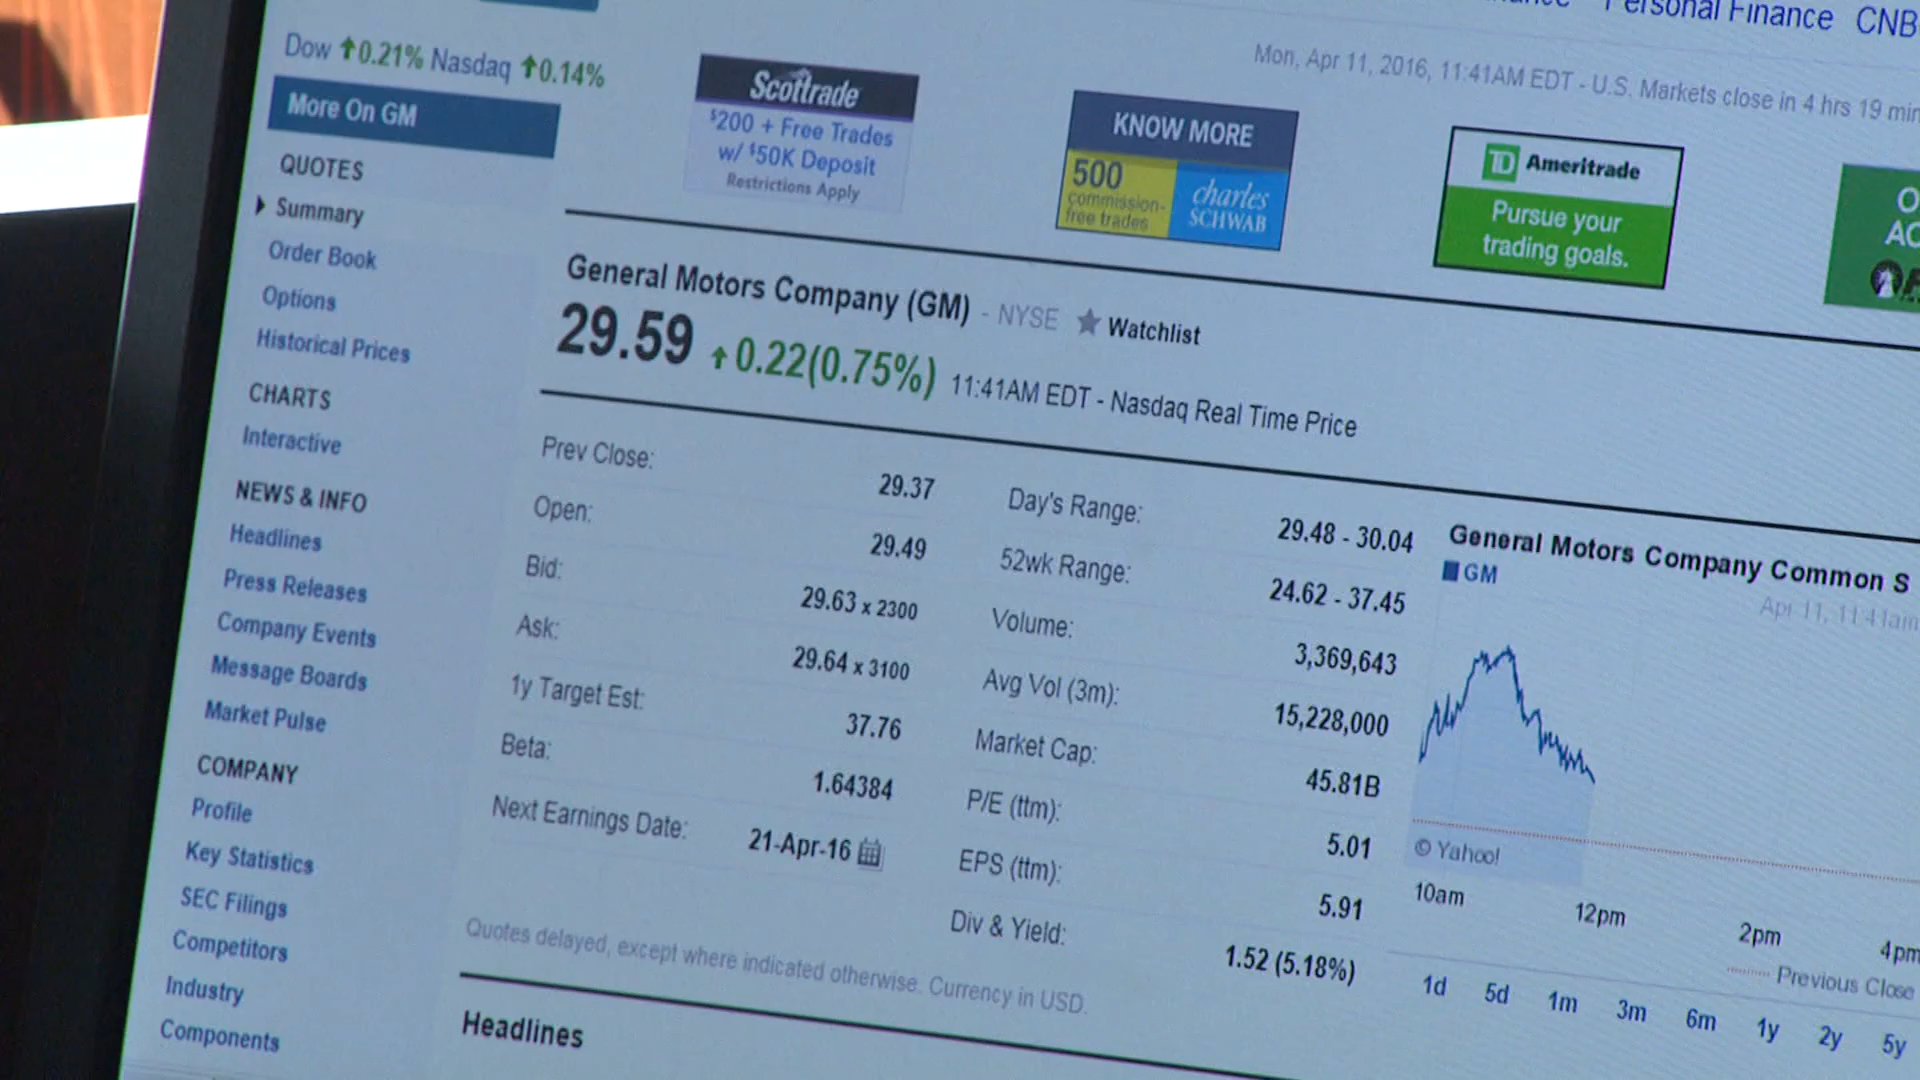 Personal Finance CNB
Dow 0.21% Nasdaq 0.14%
Mon, Apr 11, 2016, 11:41AM EDT - U.S. Markets close in 4 hrs 19 min
More On GM
QUOTES
Summary
Order Book
Options
Historical Prices
CHARTS
Interactive
NEWS & INFO
Headlines
Press Releases
Company Events
Message Boards
Market Pulse
COMPANY
Profile
Key Statistics
SEC Filings
Competitors
Industry
Components
Scottrade
$200 + Free Trades
w/ $50K Deposit
Restrictions Apply
KNOW MORE
500
commission-
free trades
charles
SCHWAB
TD Ameritrade
Pursue your
trading goals.
General Motors Company (GM) - NYSE Watchlist
29.59 0.22(0.75%) 11:41AM EDT - Nasdaq Real Time Price
Prev Close: 29.37
Open: 29.49
Bid: 29.63 x 2300
Ask: 29.64 x 3100
1y Target Est: 37.76
Beta: 1.64384
Next Earnings Date: 21-Apr-16
Day's Range: 29.48 - 30.04
52wk Range: 24.62 - 37.45
Volume: 3,369,643
Avg Vol (3m): 15,228,000
Market Cap: 45.81B
P/E (ttm): 5.01
EPS (ttm): 5.91
Div & Yield: 1.52 (5.18%)
General Motors Company Common S
GM
Apr 11, 11:41am
© Yahoo!
10am 12pm 2pm 4pm
Previous Close
1d 5d 1m 3m 6m 1y 2y 5y
Quotes delayed, except where indicated otherwise. Currency in USD.
Headlines